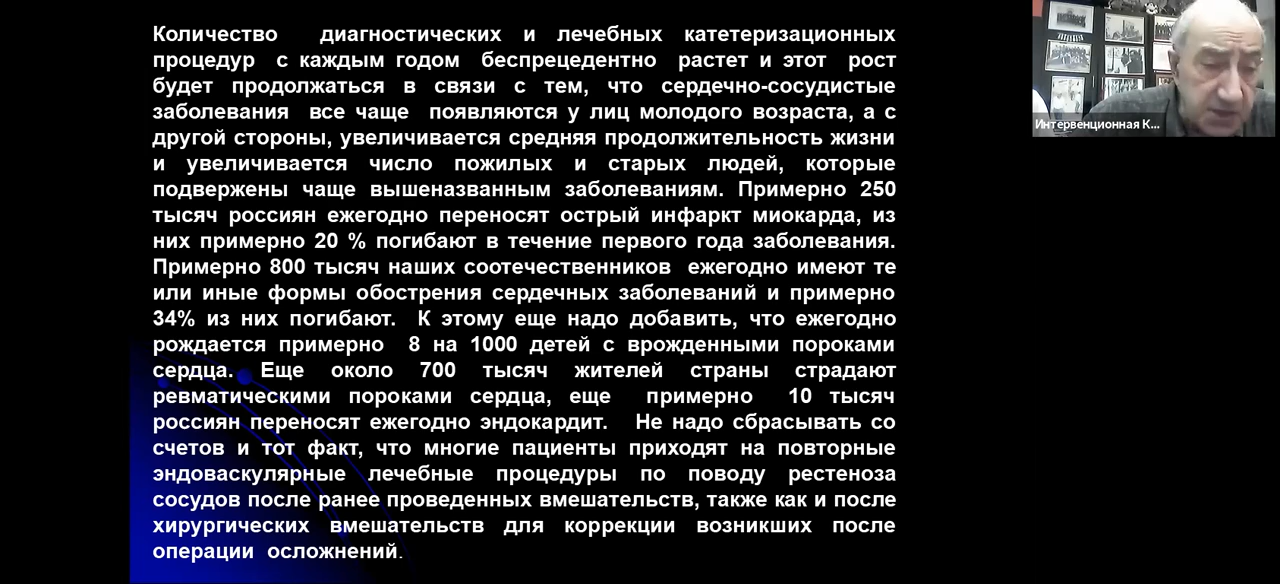 Количество диагностических и лечебных катетеризационных
процедур с каждым годом беспрецедентно растет и этот рост
будет продолжаться в связи с тем, что сердечно-сосудистые
заболевания все чаще появляются у лиц молодого возраста, а с
другой стороны, увеличивается средняя продолжительность жизни
и увеличивается число пожилых и старых людей, которые
подвержены чаще вышеназванным заболеваниям. Примерно 250
тысяч россиян ежегодно переносят острый инфаркт миокарда, из
них примерно 20 % погибают в течение первого года заболевания.
Примерно 800 тысяч наших соотечественников ежегодно имеют те
или иные формы обострения сердечных заболеваний и примерно
34% из них погибают. К этому еще надо добавить, что ежегодно
рождается примерно 8 на 1000 детей с врожденными пороками
сердца. Еще около 700 тысяч жителей страны страдают
ревматическими пороками сердца, еще примерно 10 тысяч
россиян переносят ежегодно эндокардит. Не надо сбрасывать со
счетов и тот факт, что многие пациенты приходят на повторные
эндоваскулярные лечебные процедуры по поводу рестеноза
сосудов после ранее проведенных вмешательств, также как и после
хирургических вмешательств для коррекции возникших после
операции осложнений.
Интервенционная К...